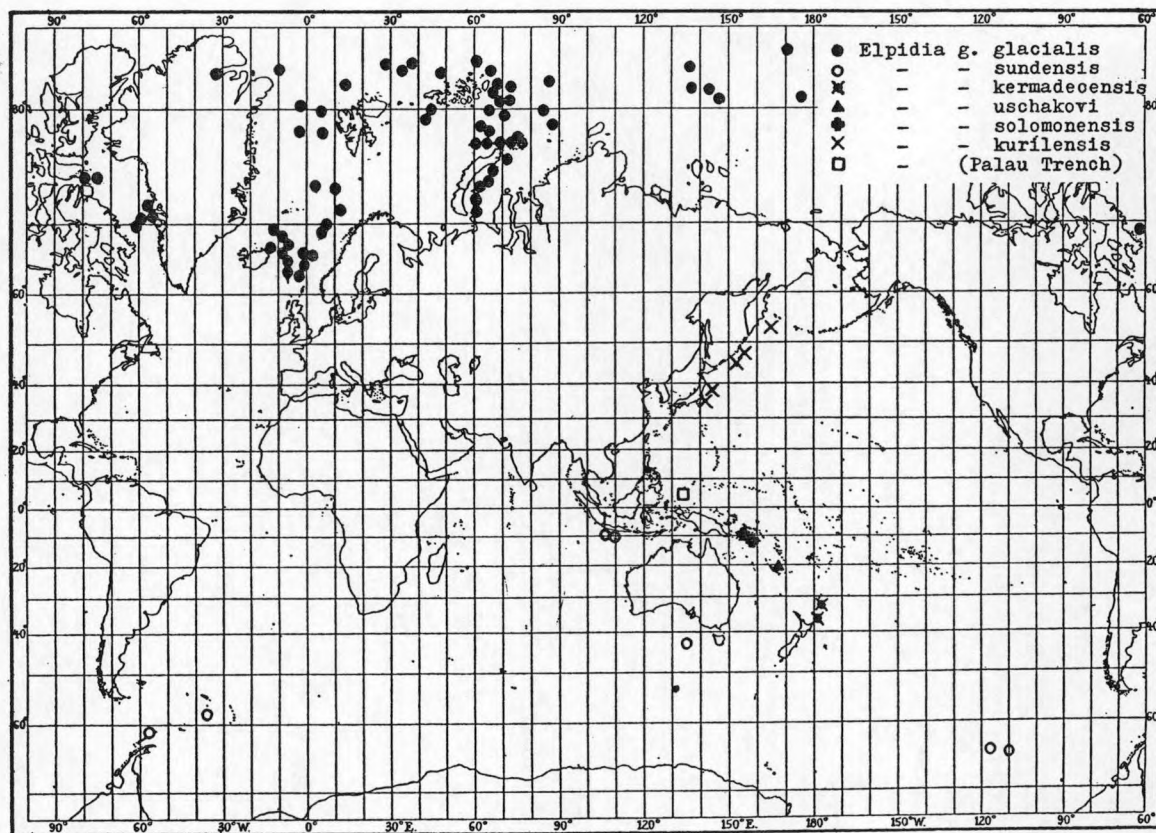 90° 60° 30° 0° 30° 60° 90° 120° 150° 180° 150° 120° 90° 60°
● Elpidia g. glacialis
○ – – sundensis
– – kermadecensis
▲ – – uschakovi
– – solomonensis
× – – kurilensis
□ – (Palau Trench)
80° 80
60° 60
40 40
20 20
0° 0°
20° 20
40° 40
60° 60
90° 60° 30° W. 0° 30° E. 60° 90° 120° 150° E. 180° 150° W. 120° 90° 60°